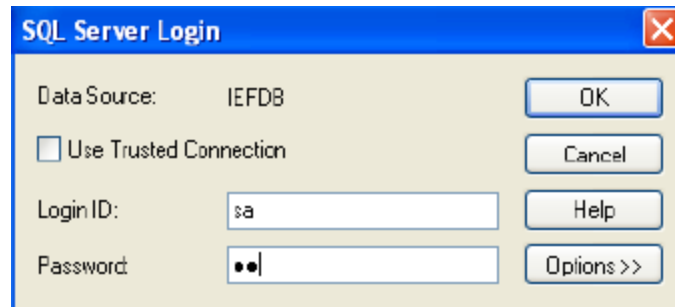 SQL Server Login
Data Source: IEFDB OK
Use Trusted Connection Cancel
Login ID: sa Help
Password: ●● Options >>